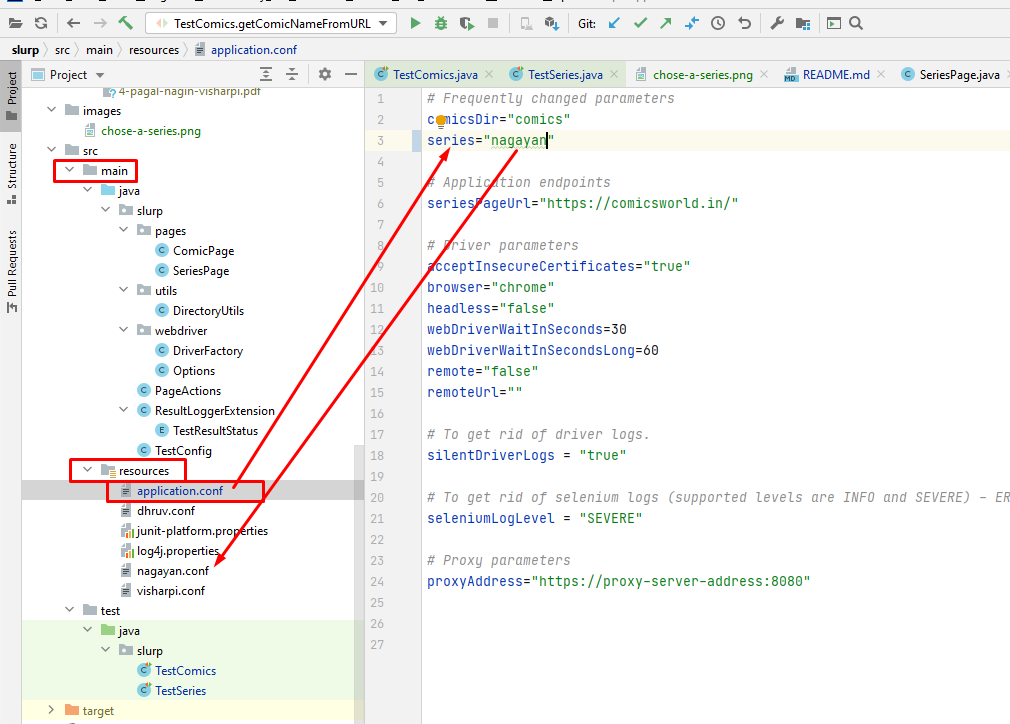 TestComics.getComicNameFromURL
Git:
slurp src main resources application.conf
Project
TestComics.java
TestSeries.java
chose-a-series.png
README.md
SeriesPage.java
Project
Structure
Pull Requests
4-pagal-nagin-visharpi.pdf
images
chose-a-series.png
src
main
java
slurp
pages
ComicPage
SeriesPage
utils
DirectoryUtils
webdriver
DriverFactory
Options
PageActions
ResultLoggerExtension
TestResultStatus
TestConfig
resources
application.conf
dhruv.conf
junit-platform.properties
log4j.properties
nagayan.conf
visharpi.conf
test
java
slurp
TestComics
TestSeries
target
1 # Frequently changed parameters
2 comicsDir="comics"
3 series="nagayan"
4
5 # Application endpoints
6 seriesPageUrl="https://comicsworld.in/"
7
8 # Driver parameters
9 acceptInsecureCertificates="true"
10 browser="chrome"
11 headless="false"
12 webDriverWaitInSeconds=30
13 webDriverWaitInSecondsLong=60
14 remote="false"
15 remoteUrl=""
16
17 # To get rid of driver logs.
18 silentDriverLogs = "true"
19
20 # To get rid of selenium logs (supported levels are INFO and SEVERE) – ER
21 seleniumLogLevel = "SEVERE"
22
23 # Proxy parameters
24 proxyAddress="https://proxy-server-address:8080"
25
26
27